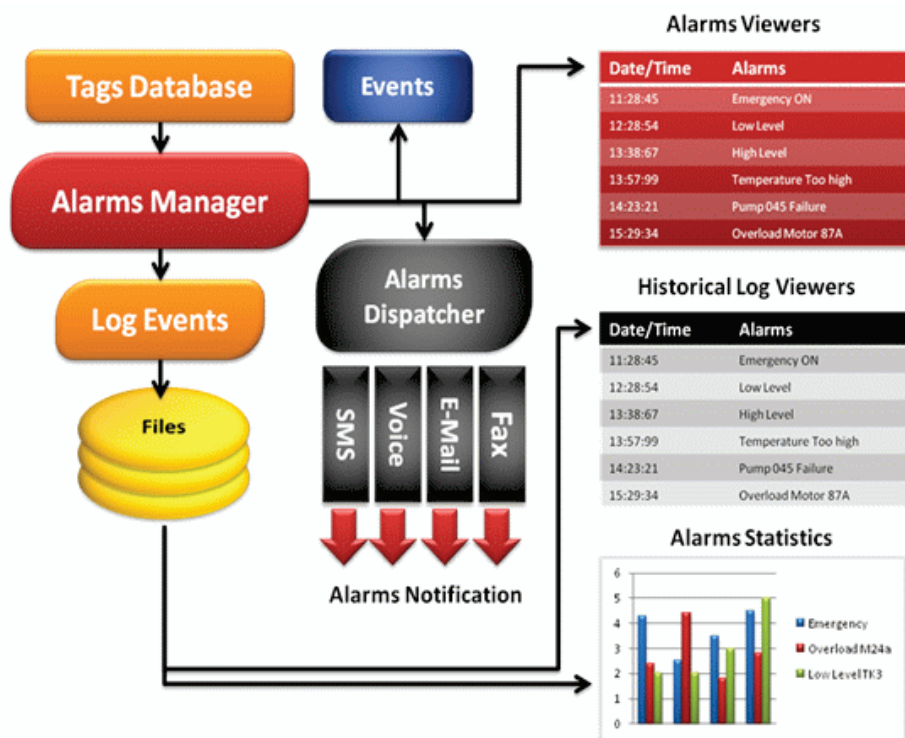 Tags Database
Events
Alarms Manager
Log Events
Files
Alarms
Dispatcher
SMS
Voice
E-Mail
Fax
Alarms Notification
Alarms Viewers
Date/Time Alarms
11:28:45 Emergency ON
12:28:54 Low Level
13:38:67 High Level
13:57:99 Temperature Too high
14:23:21 Pump 045 Failure
15:29:34 Overload Motor 87A
Historical Log Viewers
Date/Time Alarms
11:28:45 Emergency ON
12:28:54 Low Level
13:38:67 High Level
13:57:99 Temperature Too high
14:23:21 Pump 045 Failure
15:29:34 Overload Motor 87A
Alarms Statistics
6
5
4
3
2
1
0
Emergency
Overload M24a
Low Level TK3